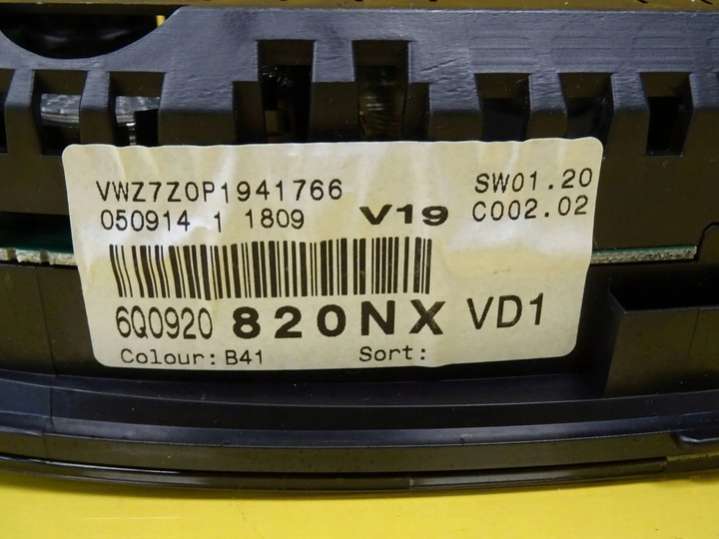 VWZ7Z0P1941766
SW01.20
050914 1 1809 V19 C002.02
6Q0920 820NX VD1
Colour: B41 Sort: